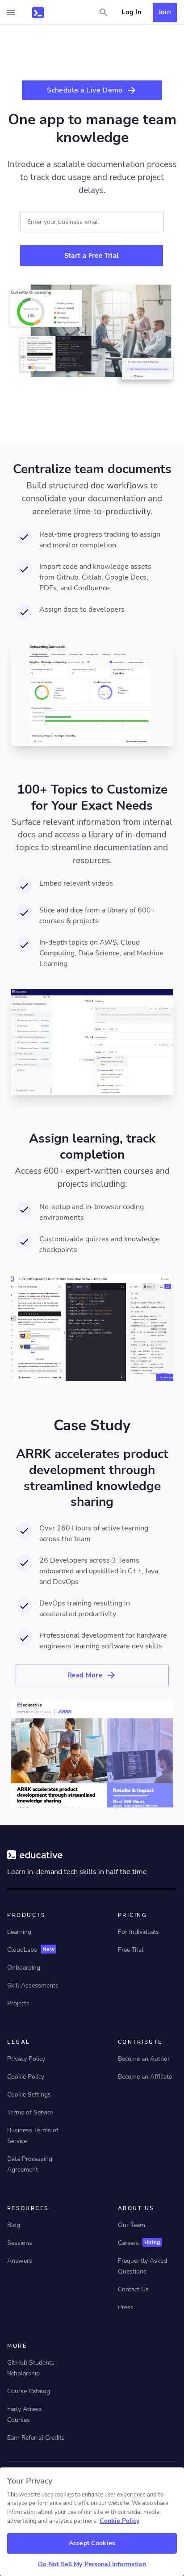 Log In
Join
Schedule a Live Demo
One app to manage team
knowledge
Introduce a scalable documentation process
to track doc usage and reduce project
delays.
Enter your business email
Start a Free Trial
Currently Onboarding
Centralize team documents
Build structured doc workflows to
consolidate your documentation and
accelerate time-to-productivity.
Real-time progress tracking to assign
and monitor completion
Import code and knowledge assets
from Github, Gitlab, Google Docs,
PDFs, and Confluence.
Assign docs to developers
Onboarding Dashboard
100+ Topics to Customize
for Your Exact Needs
Surface relevant information from internal
docs and access a library of in-demand
topics to streamline documentation and
resources.
Embed relevant videos
Slice and dice from a library of 600+
courses & projects
In-depth topics on AWS, Cloud
Computing, Data Science, and Machine
Learning
Assign learning, track
completion
Access 600+ expert-written courses and
projects including:
No-setup and in-browser coding
environments
Customizable quizzes and knowledge
checkpoints
Case Study
ARRK accelerates product
development through
streamlined knowledge
sharing
Over 260 Hours of active learning
across the team
26 Developers across 3 Teams
onboarded and upskilled in C++, Java,
and DevOps
DevOps training resulting in
accelerated productivity
Professional development for hardware
engineers learning software dev skills
Read More
educative
ARRK
ARRK accelerates product
development through streamlined
knowledge sharing
Results & Impact
educative
Learn in-demand tech skills in half the time
PRODUCTS
Learning
CloudLabs New
Onboarding
Skill Assessments
Projects
PRICING
For Individuals
Free Trial
LEGAL
Privacy Policy
Cookie Policy
Cookie Settings
Terms of Service
Business Terms of
Service
Data Processing
Agreement
CONTRIBUTE
Become an Author
Become an Affiliate
RESOURCES
Blog
Sessions
Answers
ABOUT US
Our Team
Careers Hiring
Frequently Asked
Questions
Contact Us
Press
MORE
GitHub Students
Scholarship
Course Catalog
Early Access
Courses
Earn Referral Credits
Your Privacy
This website uses cookies to enhance user experience and to
analyze performance and traffic on our website. We also share
information about your use of our site with our social media,
advertising and analytics partners. Cookie Policy
Accept Cookies
Do Not Sell My Personal Information